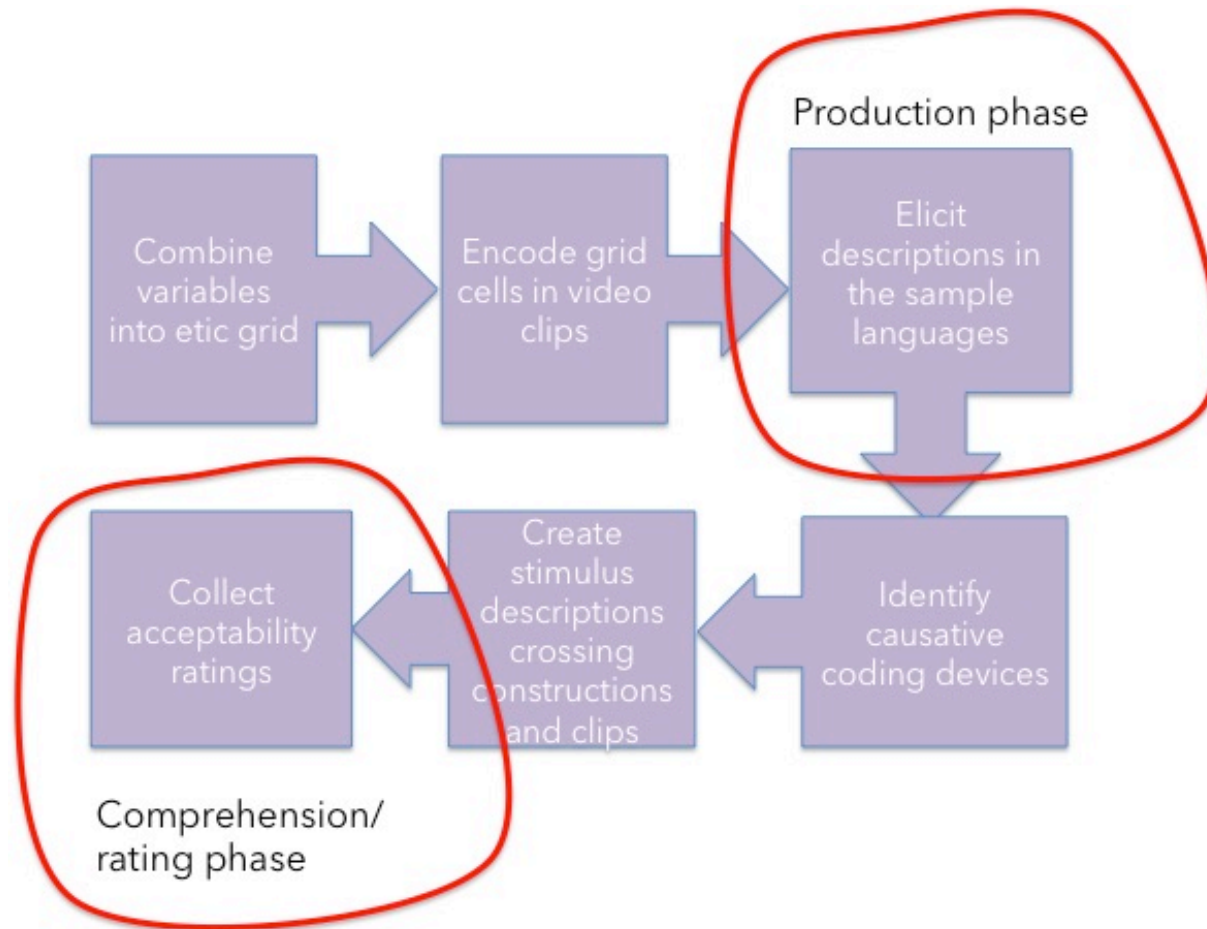 Production phase
Combine
variables
into etic grid
Encode grid
cells in video
clips
Elicit
descriptions in
the sample
languages
Identify
causative
coding devices
Create
stimulus
descriptions
crossing
constructions
and clips
Collect
acceptability
ratings
Comprehension/
rating phase